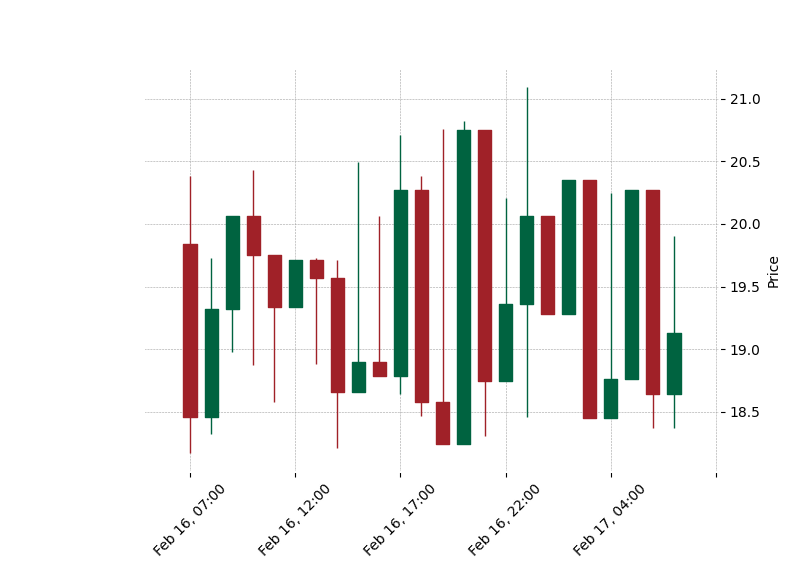 21.0
20.5
20.0
19.5
19.0
18.5
Price
Feb 16, 07:00
Feb 16, 12:00
Feb 16, 17:00
Feb 16, 22:00
Feb 17, 04:00